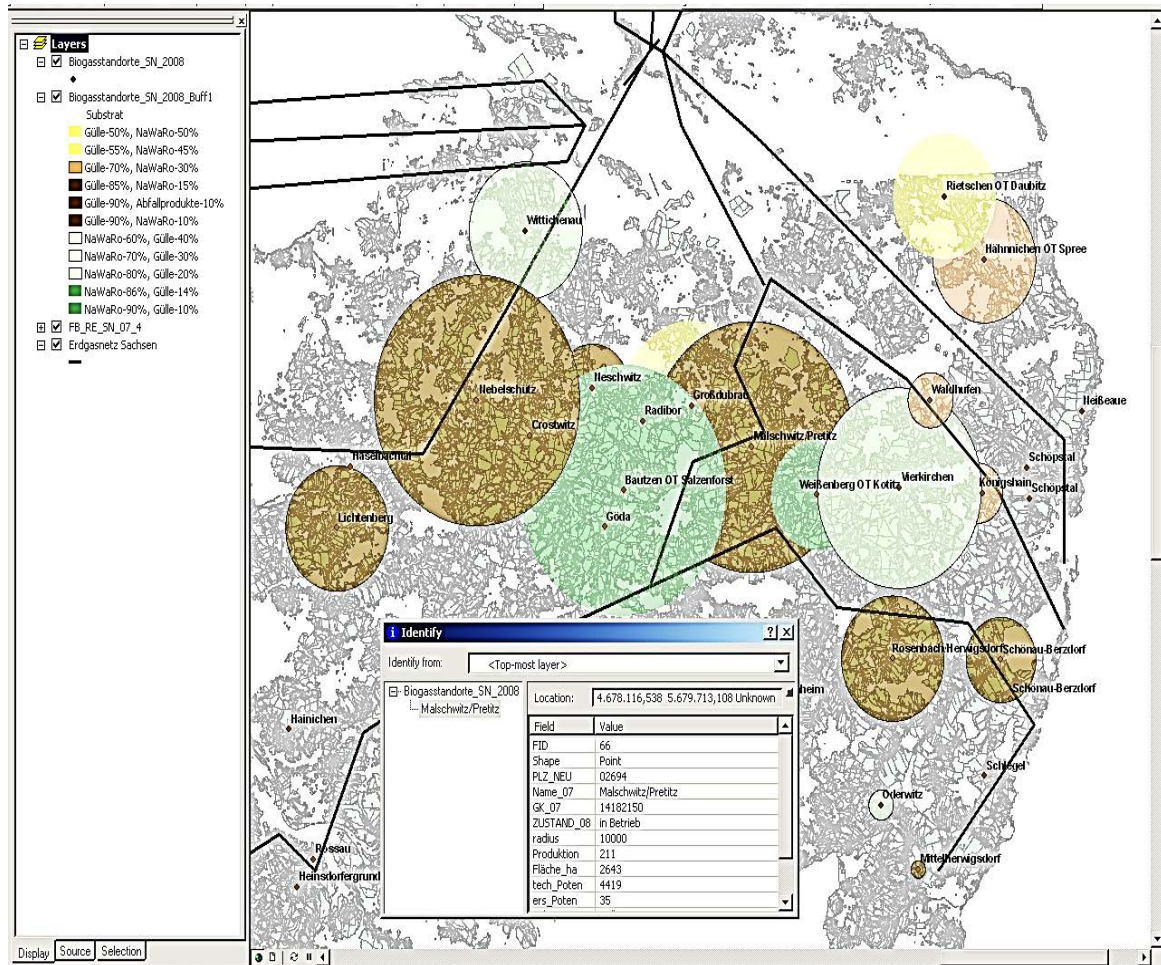 Layers
Biogasstandorte_SN_2008
Biogasstandorte_SN_2008_Buff1
Substrat
Gülle-50%, NaWaRo-50%
Gülle-55%, NaWaRo-45%
Gülle-70%, NaWaRo-30%
Gülle-85%, NaWaRo-15%
Gülle-90%, Abfallprodukte-10%
Gülle-90%, NaWaRo-10%
NaWaRo-60%, Gülle-40%
NaWaRo-70%, Gülle-30%
NaWaRo-80%, Gülle-20%
NaWaRo-86%, Gülle-14%
NaWaRo-90%, Gülle-10%
FB_RE_SN_07_4
Erdgasnetz Sachsen
Display Source Selection
Rietschen OT Daubitz
Wittichenau
Hähnichen OT Spree
Nebelschütz
Neschwitz
Großdubrau
Waldhufen
Neißeaue
Radibor
Crostwitz
Malschwitz/Pretitz
Haselbachtal
Schöpstal
Bautzen OT Salzenforst
Weißenberg OT Kotitz
Vierkirchen
Königshain
Schöpstal
Lichtenberg
Göda
Rosenbach/Herwigsdorf
Schönau-Berzdorf
Schönau-Berzdorf
nheim
Hainichen
Schlegel
Oderwitz
Rossau
Mittelherwigsdorf
Heinsdorfergrund
Identify
Identify from: <Top-most layer>
Biogasstandorte_SN_2008
Malschwitz/Pretitz
Location: 4.678.116,538 5.679.713,108 Unknown
Field Value
FID 66
Shape Point
PLZ_NEU 02694
Name_07 Malschwitz/Pretitz
GK_07 14182150
ZUSTAND_08 in Betrieb
radius 10000
Produktion 211
Fläche_ha 2643
tech_Poten 4419
ers_Poten 35